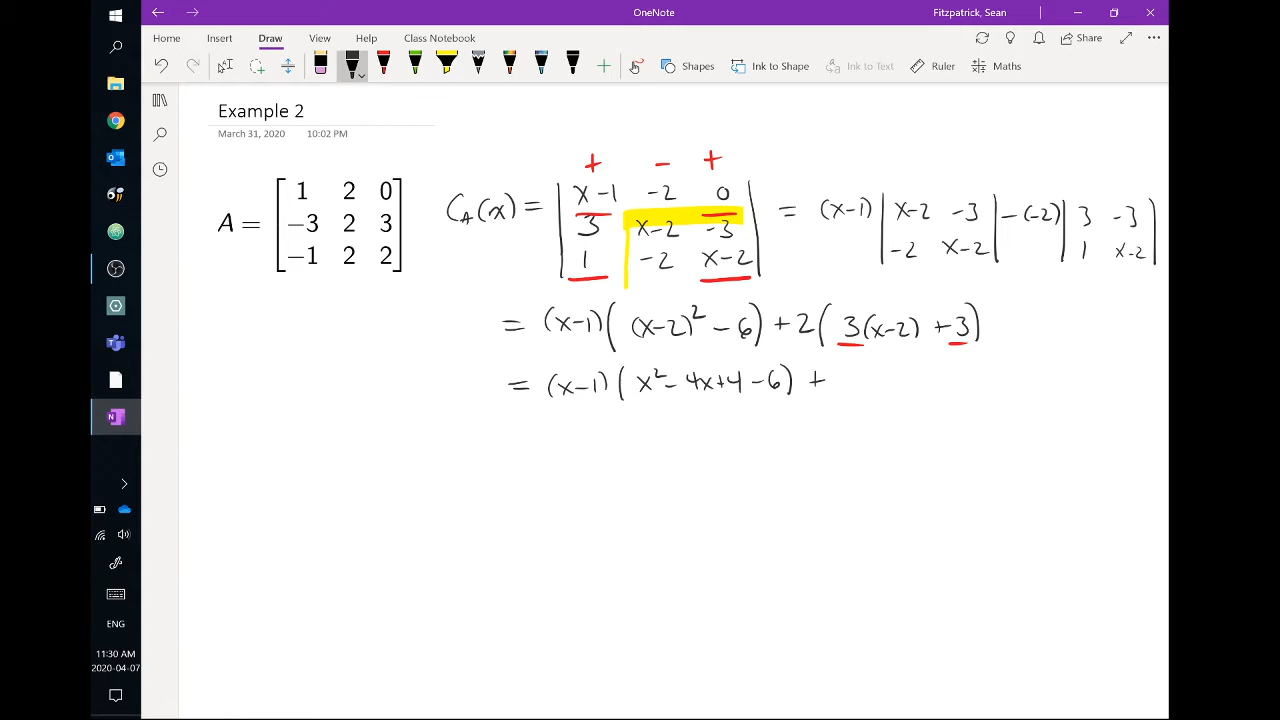 OneNote
Fitzpatrick, Sean
Home Insert Draw View Help Class Notebook
Share
Shapes Ink to Shape Ink to Text Ruler Maths
Example 2
March 31, 2020 10:02 PM
+ - +
A = [1 2 0; -3 2 3; -1 2 2]
C_A(x) = |x-1 -2 0; 3 x-2 -3; 1 -2 x-2| = (x-1)|x-2 -3; -2 x-2| -(-2)|3 -3; 1 x-2|
= (x-1)((x-2)² - 6) + 2(3(x-2) + 3)
= (x-1)(x² - 4x + 4 - 6) +
ENG
11:30 AM
2020-04-07